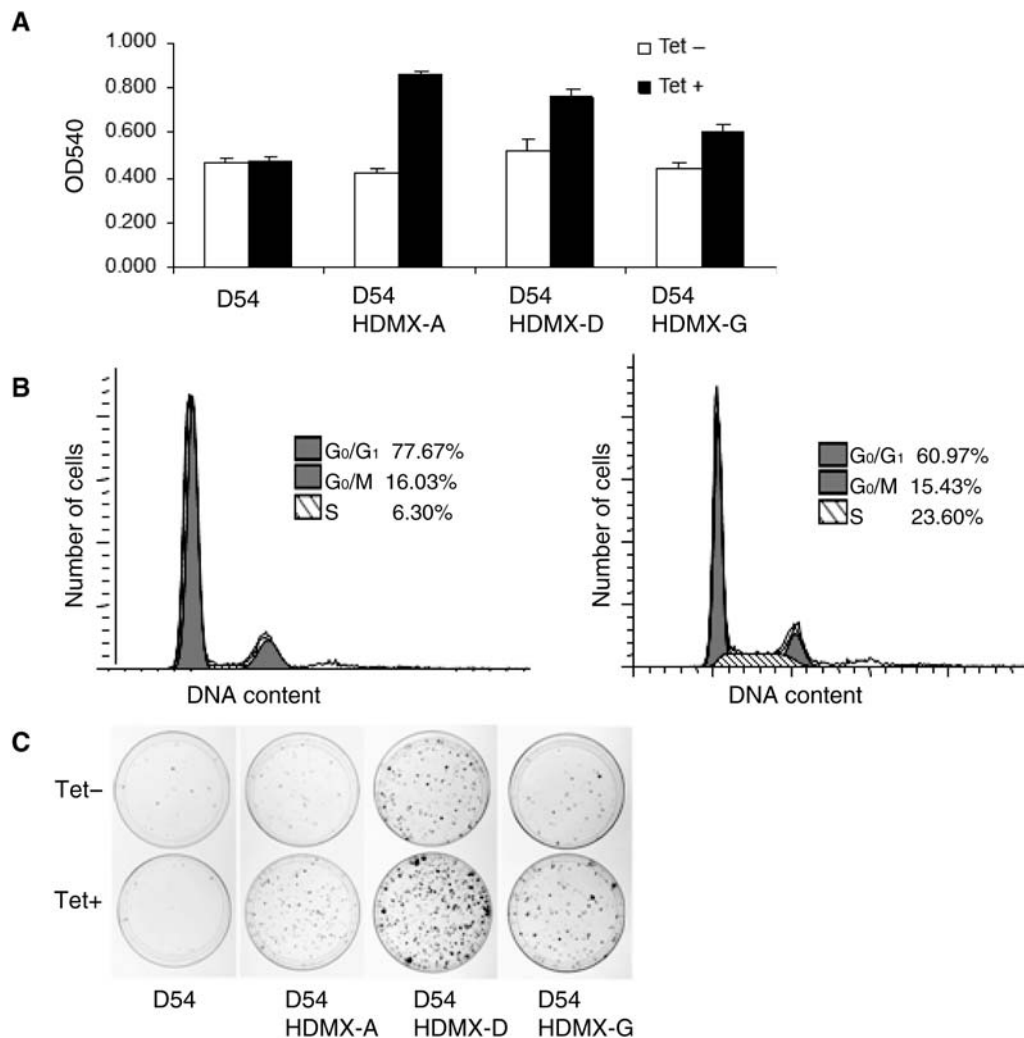 A
1.000
0.800
0.600
0.400
0.200
0.000
OD540
Tet –
Tet +
D54
D54
HDMX-A
D54
HDMX-D
D54
HDMX-G
B
Number of cells
G0/G1 77.67%
G0/M 16.03%
S 6.30%
DNA content
Number of cells
G0/G1 60.97%
G0/M 15.43%
S 23.60%
DNA content
C
Tet–
Tet+
D54
D54
HDMX-A
D54
HDMX-D
D54
HDMX-G